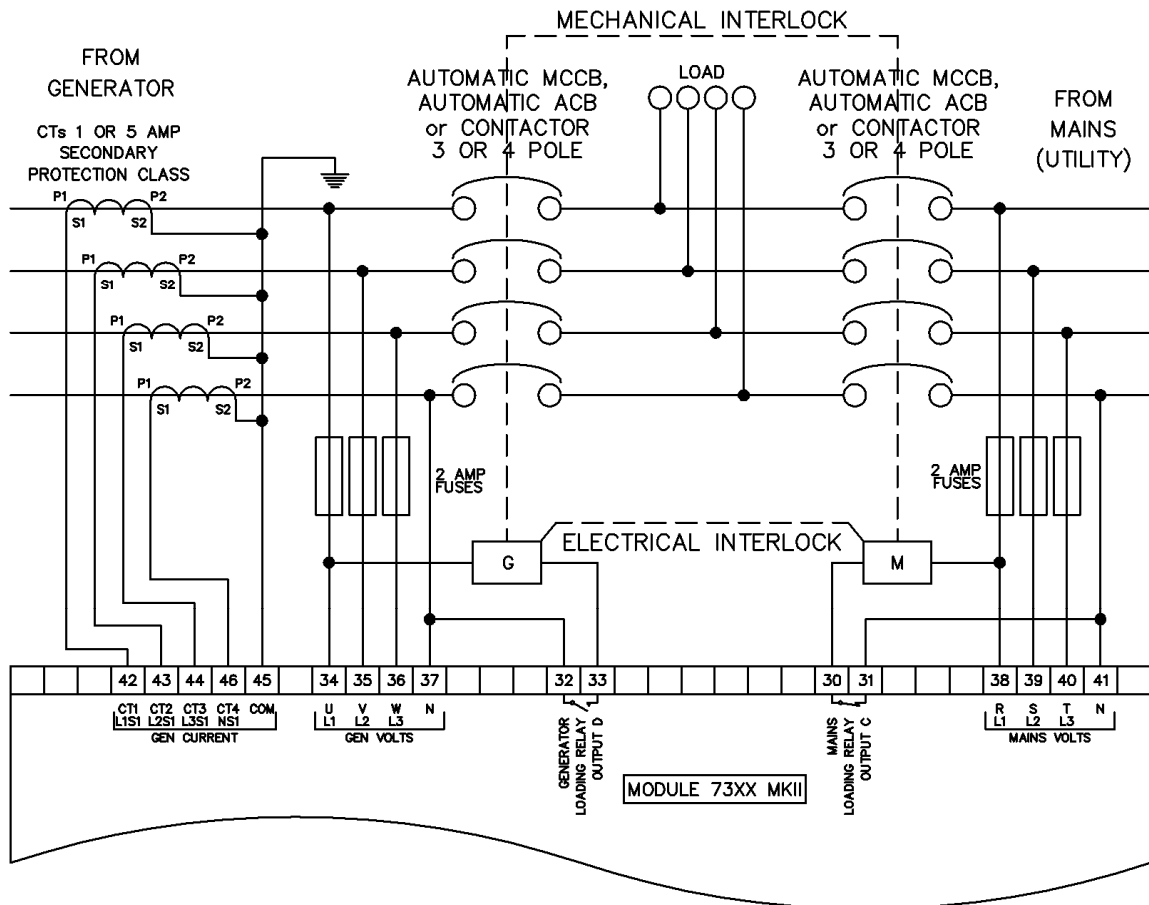 MECHANICAL INTERLOCK
FROM
GENERATOR
CTs 1 OR 5 AMP
SECONDARY
PROTECTION CLASS
AUTOMATIC MCCB,
AUTOMATIC ACB
or CONTACTOR
3 OR 4 POLE
LOAD
AUTOMATIC MCCB,
AUTOMATIC ACB
or CONTACTOR
3 OR 4 POLE
FROM
MAINS
(UTILITY)
P1 P2
S1 S2
P1 P2
S1 S2
P1 P2
S1 S2
P1 P2
S1 S2
2 AMP
FUSES
2 AMP
FUSES
ELECTRICAL INTERLOCK
G
M
42 43 44 46 45 34 35 36 37 32 33 30 31 38 39 40 41
CT1 CT2 CT3 CT4 COM
L1S1 L2S1 L3S1 NS1
GEN CURRENT
U V W N
L1 L2 L3
GEN VOLTS
GENERATOR
LOADING RELAY
OUTPUT D
MAINS
LOADING RELAY
OUTPUT C
R S T N
L1 L2 L3
MAINS VOLTS
MODULE 73XX MKII